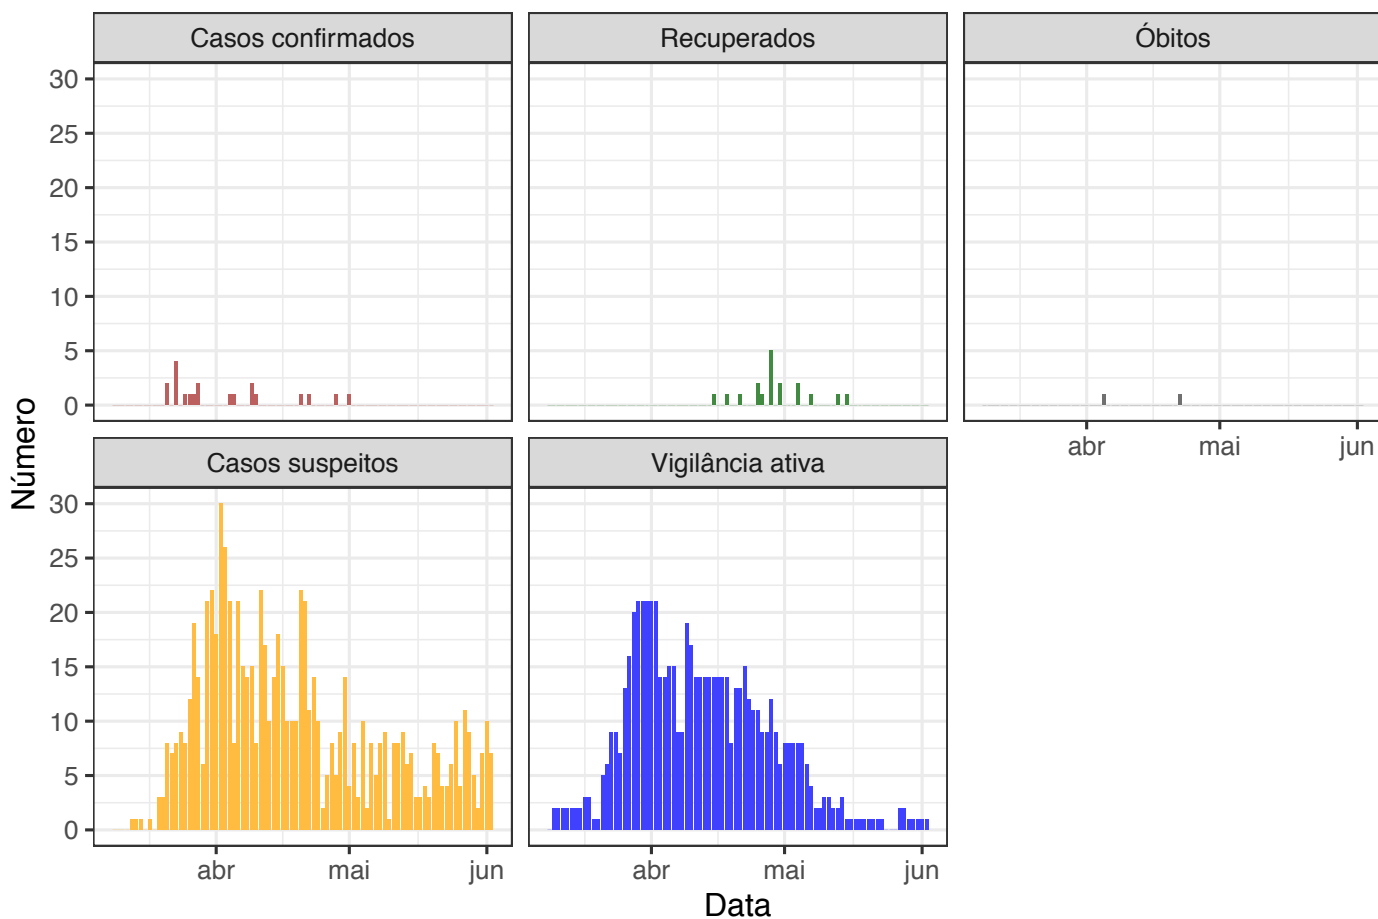 Casos confirmados
Recuperados
Óbitos
30
25
20
15
10
5
0
abr mai jun
Número
Casos suspeitos
Vigilância ativa
30
25
20
15
10
5
0
abr mai jun
abr mai jun
Data